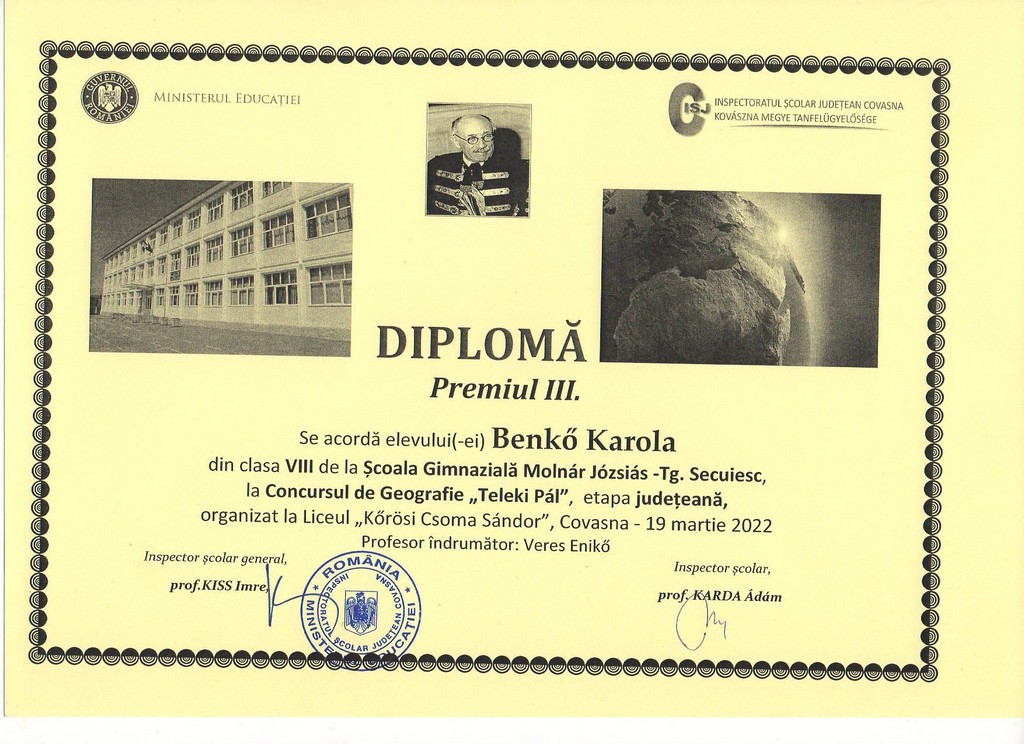 GUVERNUL ROMÂNIEI
MINISTERUL EDUCAȚIEI
CISJ
INSPECTORATUL ȘCOLAR JUDEȚEAN COVASNA
KOVÁSZNA MEGYE TANFELÜGYELŐSÉGE
DIPLOMĂ
Premiul III.
Se acordă elevului(-ei) Benkő Karola
din clasa VIII de la Școala Gimnazială Molnár Józsiás -Tg. Secuiesc,
la Concursul de Geografie „Teleki Pál”, etapa județeană,
organizat la Liceul „Kőrösi Csoma Sándor”, Covasna - 19 martie 2022
Profesor îndrumător: Veres Enikő
Inspector școlar general,
prof.KISS Imre,
Inspector școlar,
prof. KARDA Ádám
ROMÂNIA
MINISTERUL EDUCAȚIEI
INSPECTORATUL ȘCOLAR JUDEȚEAN COVASNA